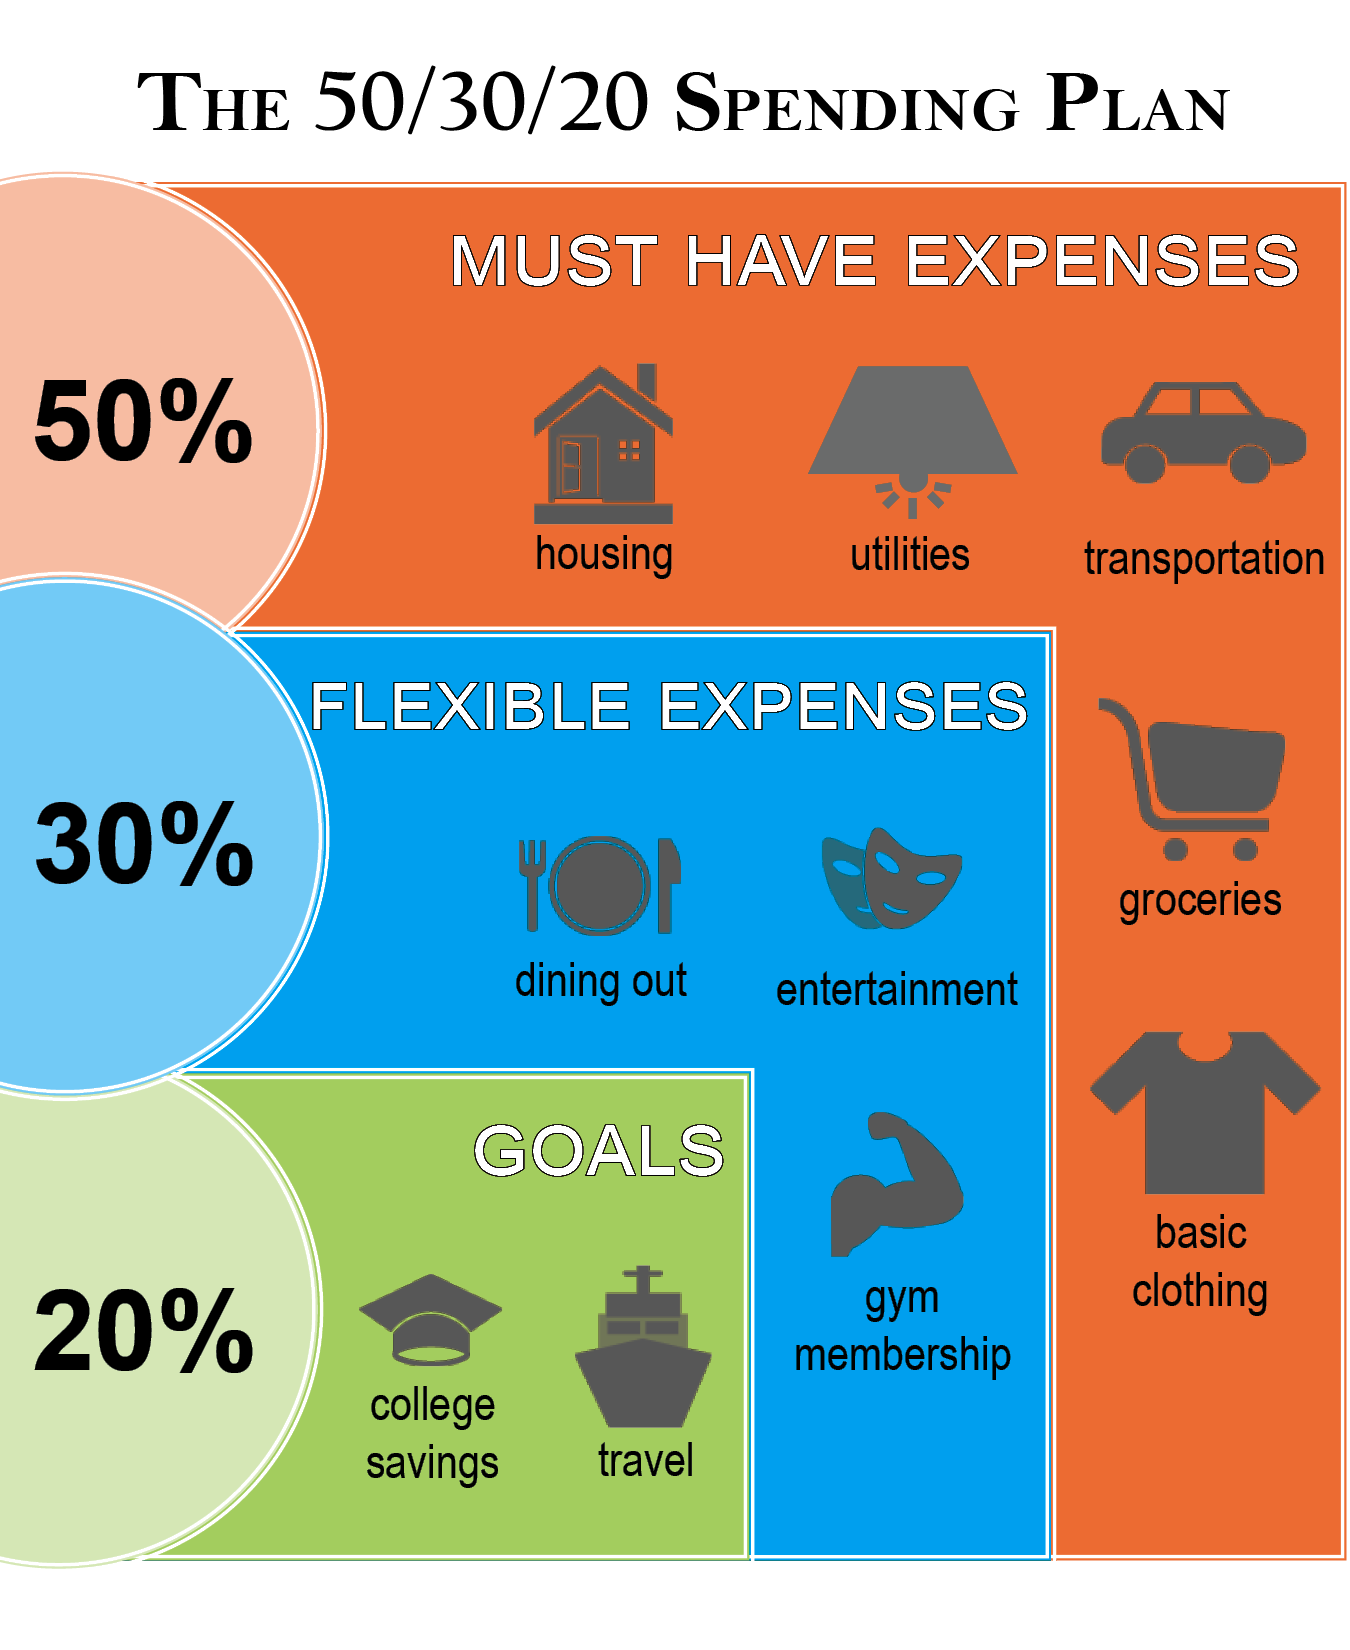 THE 50/30/20 SPENDING PLAN
50%
MUST HAVE EXPENSES
housing
utilities
transportation
groceries
basic
clothing
30%
FLEXIBLE EXPENSES
dining out
entertainment
gym
membership
20%
GOALS
college
savings
travel